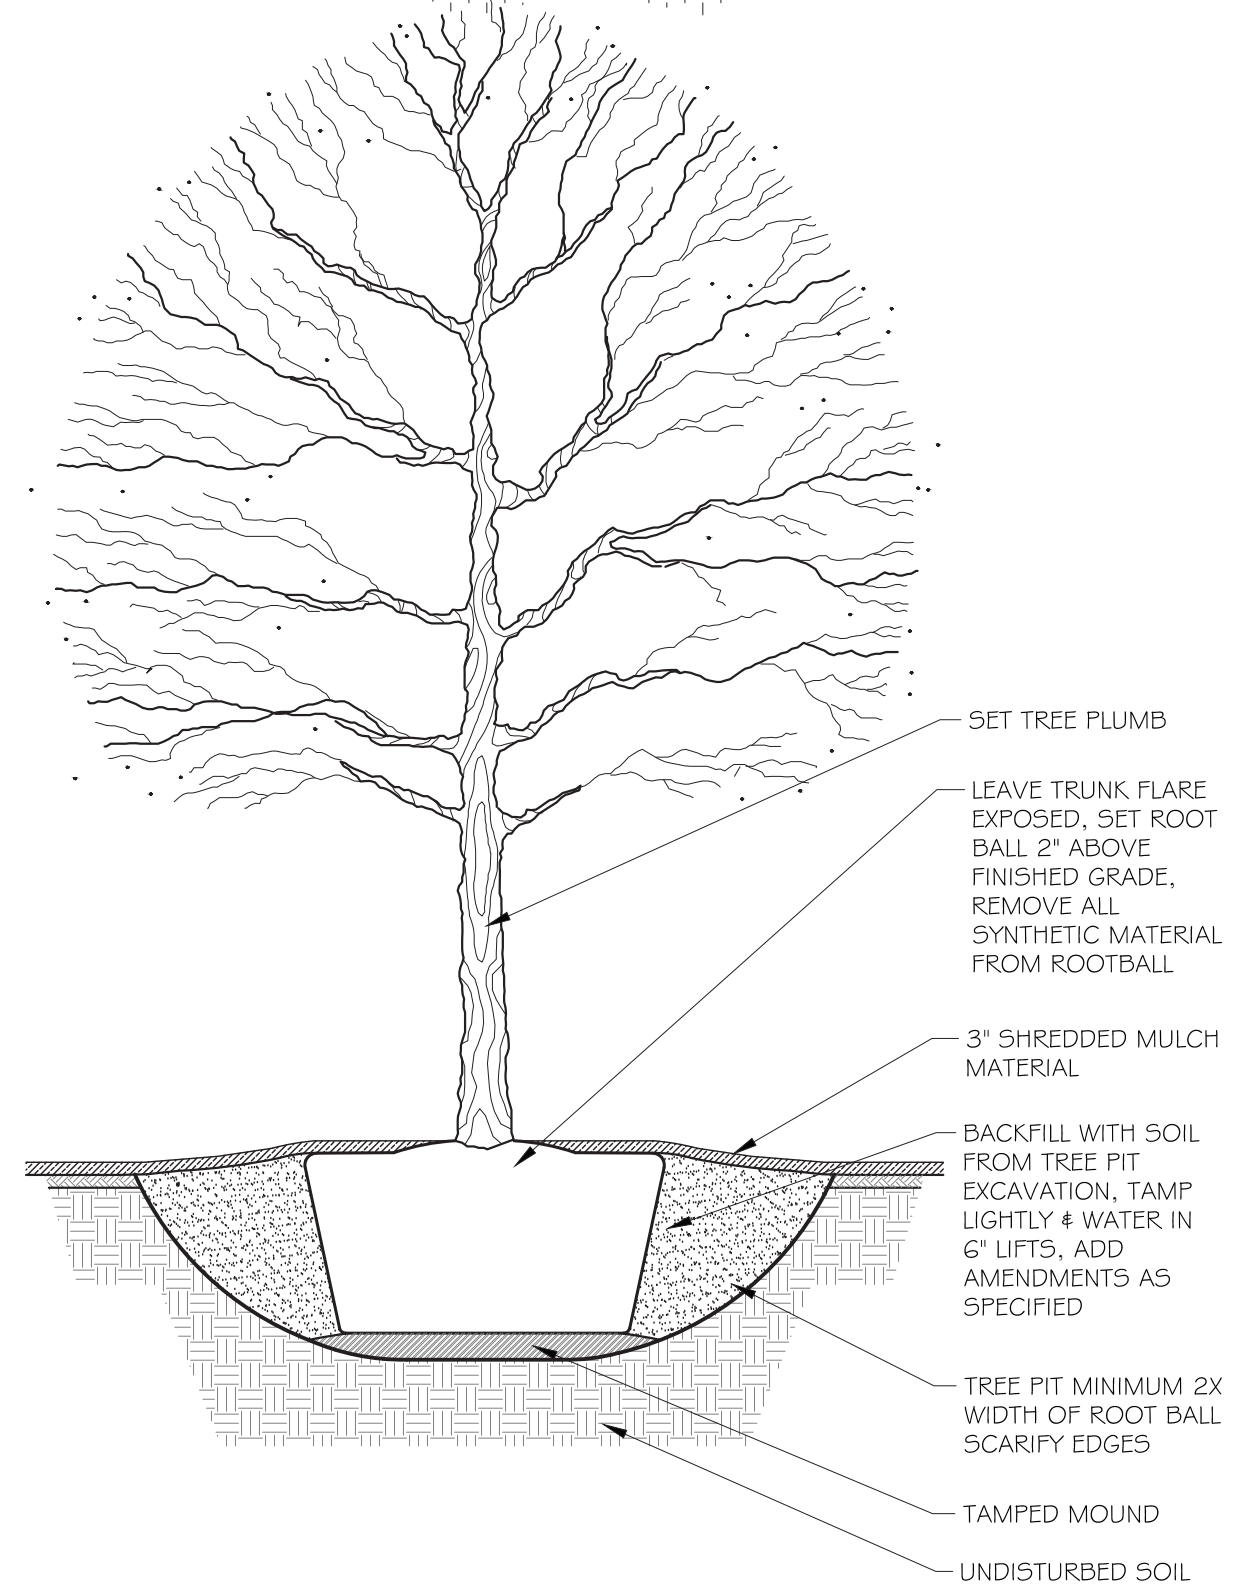 SET TREE PLUMB
LEAVE TRUNK FLARE
EXPOSED, SET ROOT
BALL 2" ABOVE
FINISHED GRADE,
REMOVE ALL
SYNTHETIC MATERIAL
FROM ROOTBALL
3" SHREDDED MULCH
MATERIAL
BACKFILL WITH SOIL
FROM TREE PIT
EXCAVATION, TAMP
LIGHTLY & WATER IN
6" LIFTS, ADD
AMENDMENTS AS
SPECIFIED
TREE PIT MINIMUM 2X
WIDTH OF ROOT BALL
SCARIFY EDGES
TAMPED MOUND
UNDISTURBED SOIL